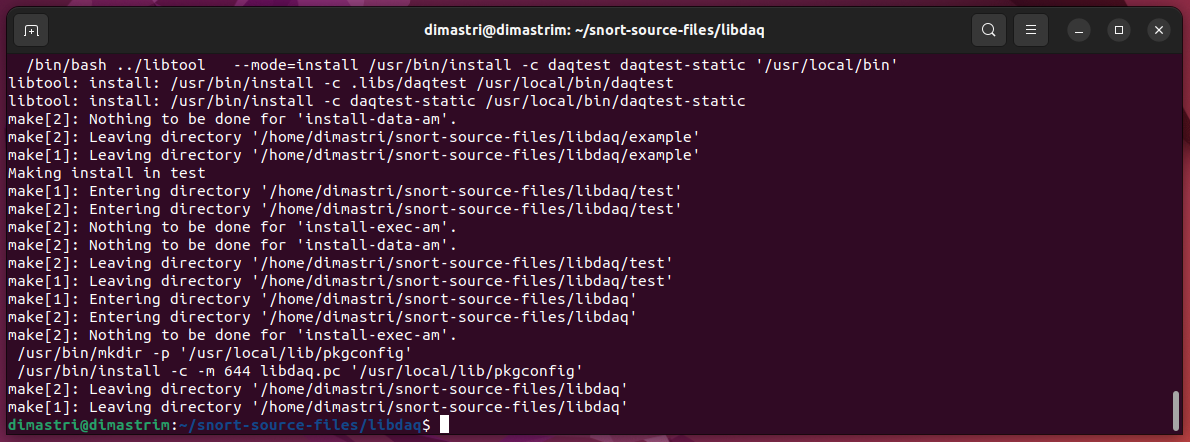 dimastri@dimastrim: ~/snort-source-files/libdaq
/bin/bash ../libtool   --mode=install /usr/bin/install -c daqtest daqtest-static '/usr/local/bin'
libtool: install: /usr/bin/install -c .libs/daqtest /usr/local/bin/daqtest
libtool: install: /usr/bin/install -c daqtest-static /usr/local/bin/daqtest-static
make[2]: Nothing to be done for 'install-data-am'.
make[2]: Leaving directory '/home/dimastri/snort-source-files/libdaq/example'
make[1]: Leaving directory '/home/dimastri/snort-source-files/libdaq/example'
Making install in test
make[1]: Entering directory '/home/dimastri/snort-source-files/libdaq/test'
make[2]: Entering directory '/home/dimastri/snort-source-files/libdaq/test'
make[2]: Nothing to be done for 'install-exec-am'.
make[2]: Nothing to be done for 'install-data-am'.
make[2]: Leaving directory '/home/dimastri/snort-source-files/libdaq/test'
make[1]: Leaving directory '/home/dimastri/snort-source-files/libdaq/test'
make[1]: Entering directory '/home/dimastri/snort-source-files/libdaq'
make[2]: Entering directory '/home/dimastri/snort-source-files/libdaq'
make[2]: Nothing to be done for 'install-exec-am'.
 /usr/bin/mkdir -p '/usr/local/lib/pkgconfig'
 /usr/bin/install -c -m 644 libdaq.pc '/usr/local/lib/pkgconfig'
make[2]: Leaving directory '/home/dimastri/snort-source-files/libdaq'
make[1]: Leaving directory '/home/dimastri/snort-source-files/libdaq'
dimastri@dimastrim:~/snort-source-files/libdaq$